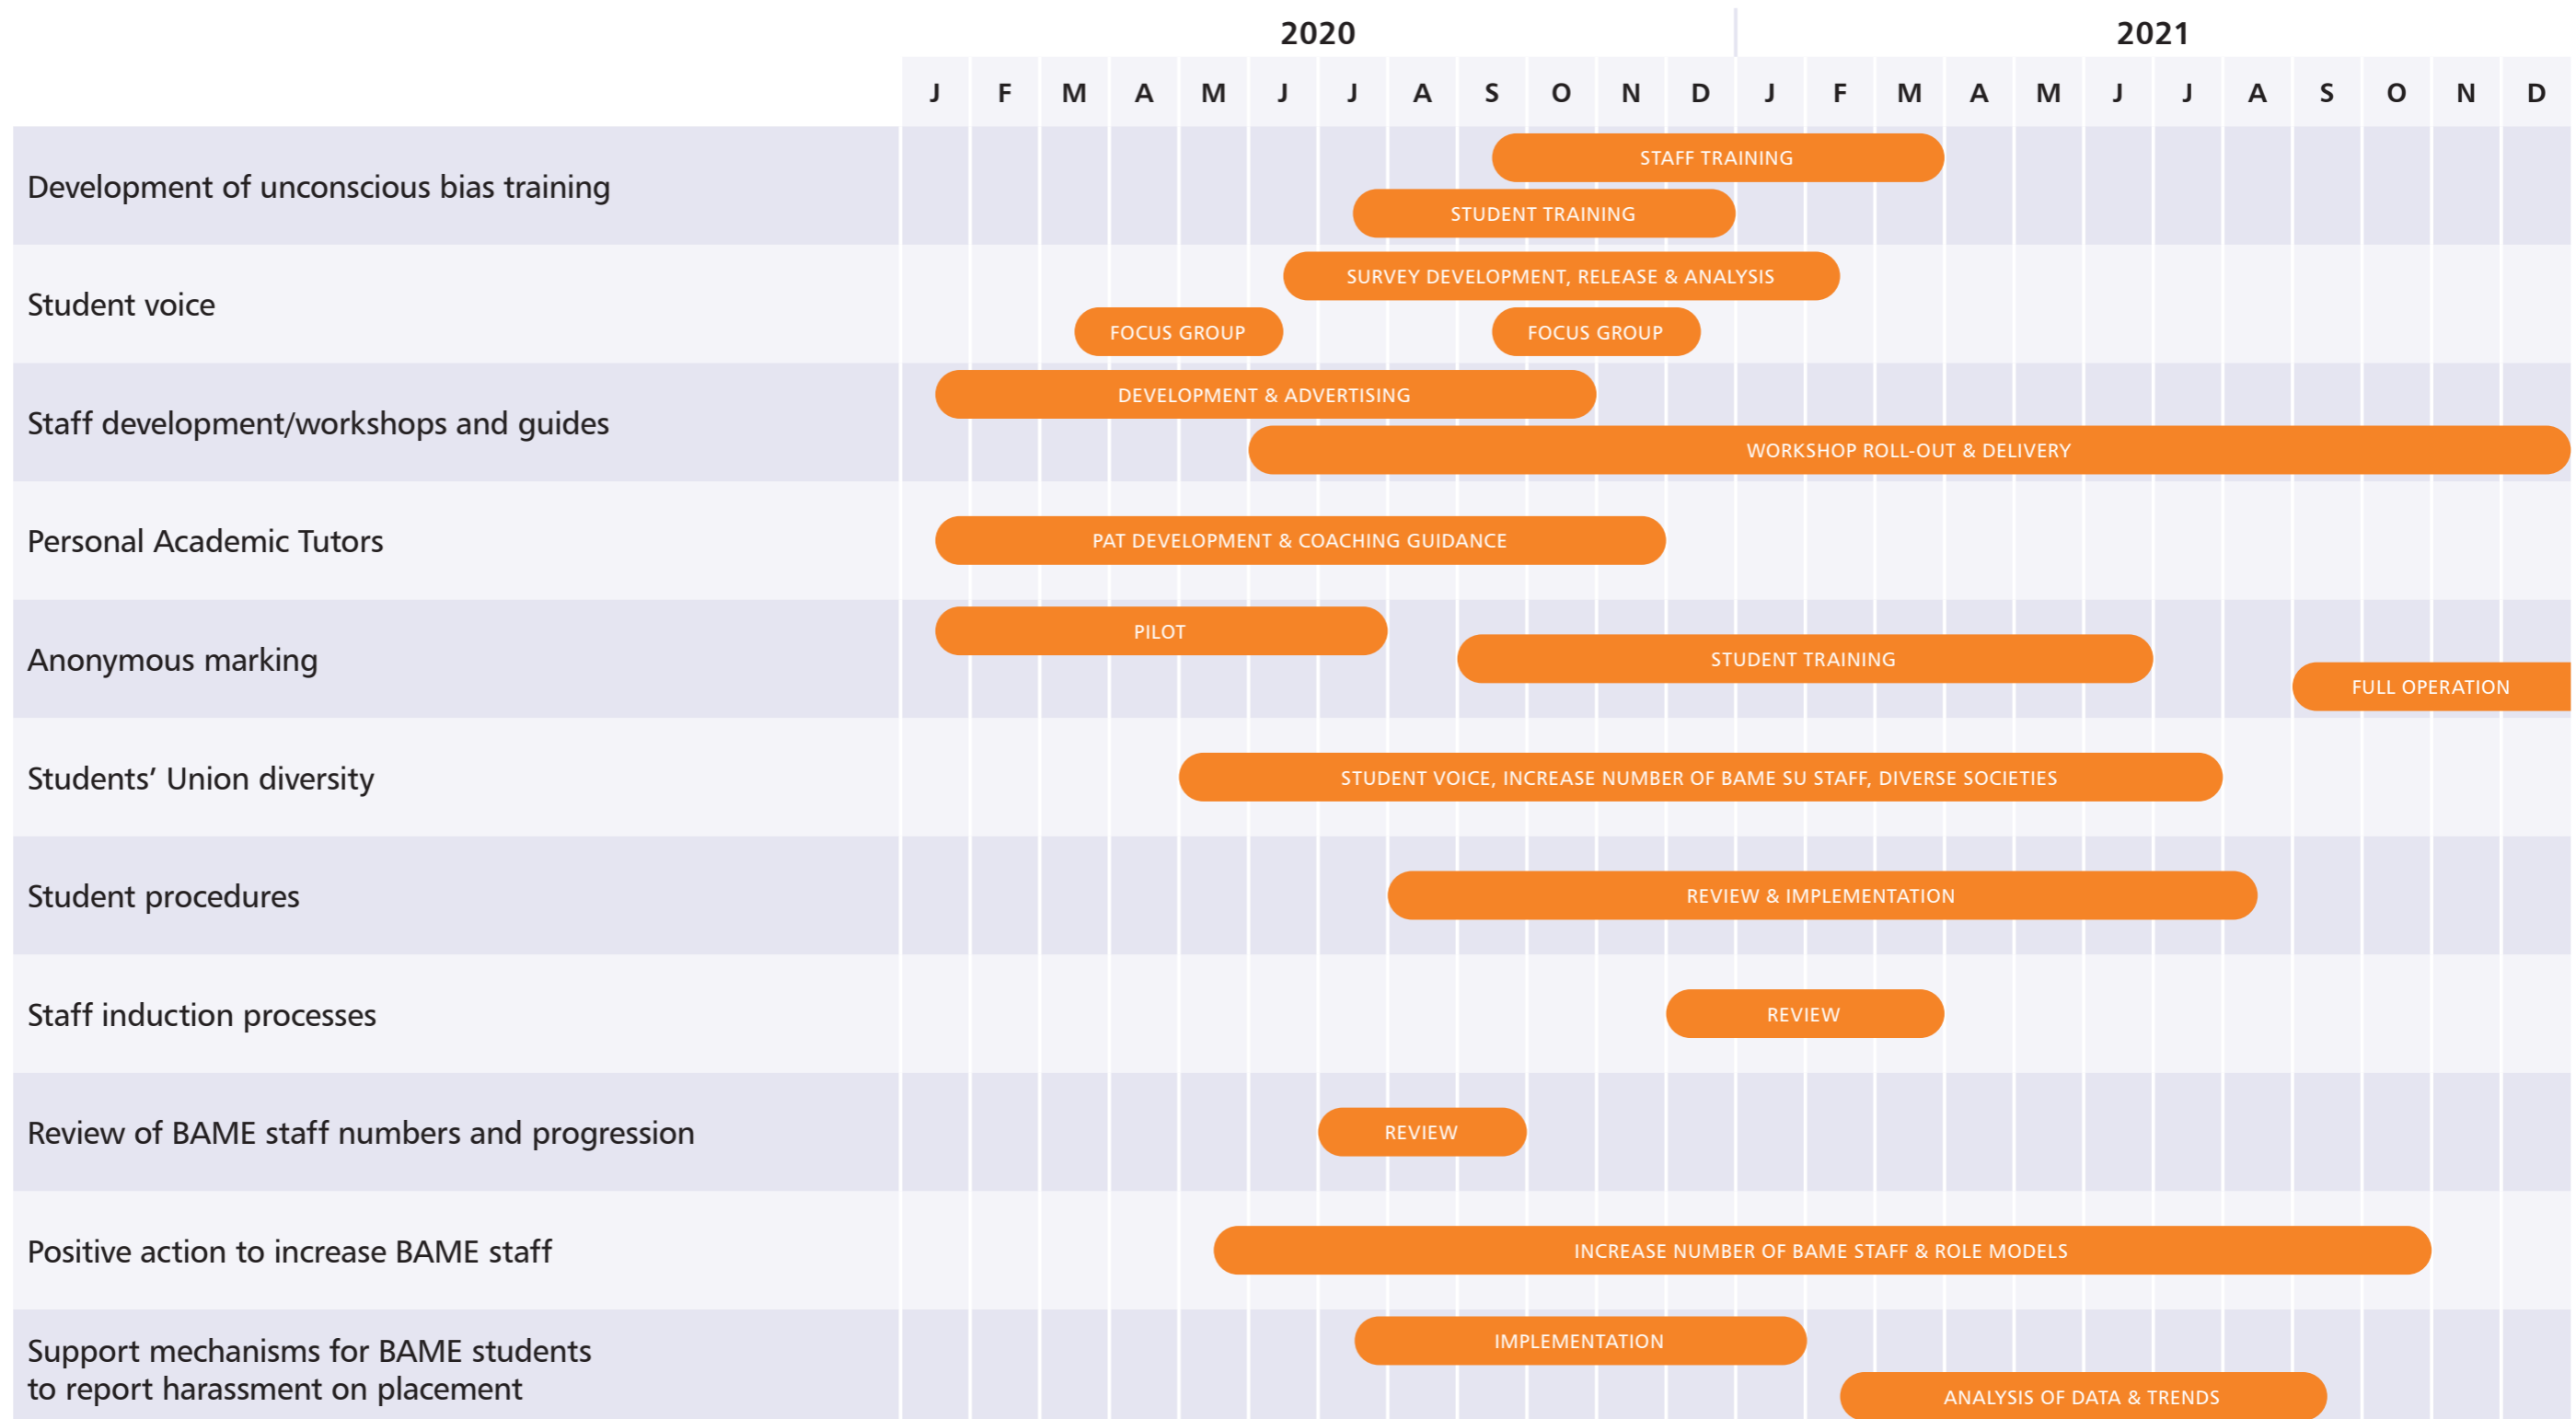 2020 2021
J F M A M J J A S O N D J F M A M J J A S O N D
Development of unconscious bias training
STAFF TRAINING
STUDENT TRAINING
Student voice
SURVEY DEVELOPMENT, RELEASE & ANALYSIS
FOCUS GROUP FOCUS GROUP
Staff development/workshops and guides
DEVELOPMENT & ADVERTISING
WORKSHOP ROLL-OUT & DELIVERY
Personal Academic Tutors
PAT DEVELOPMENT & COACHING GUIDANCE
Anonymous marking
PILOT
STUDENT TRAINING
FULL OPERATION
Students’ Union diversity
STUDENT VOICE, INCREASE NUMBER OF BAME SU STAFF, DIVERSE SOCIETIES
Student procedures
REVIEW & IMPLEMENTATION
Staff induction processes
REVIEW
Review of BAME staff numbers and progression
REVIEW
Positive action to increase BAME staff
INCREASE NUMBER OF BAME STAFF & ROLE MODELS
Support mechanisms for BAME students
to report harassment on placement
IMPLEMENTATION
ANALYSIS OF DATA & TRENDS